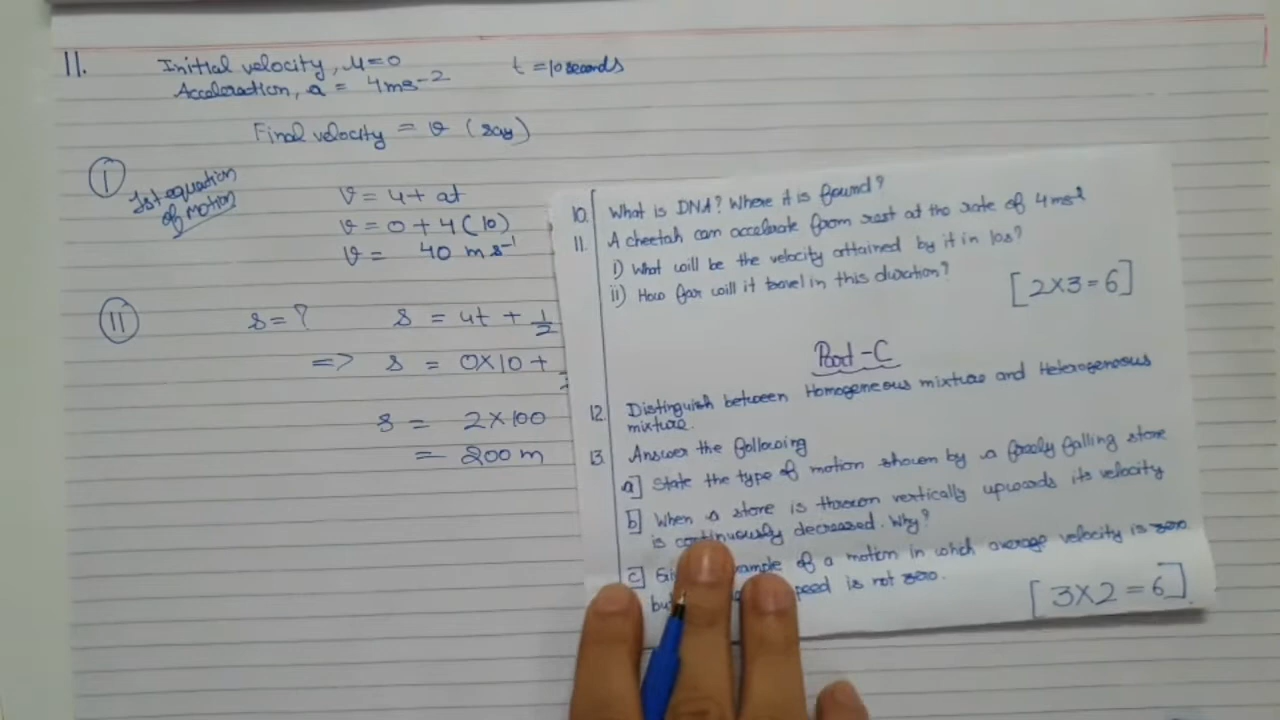 11. Initial velocity, u=0 t =10 seconds
Acceleration, a = 4ms-2
Final velocity = v (say)
I
Ist equation
of motion
v = u + at
v = 0 + 4(10)
v = 40 ms-1
II s = ? s = ut + 1/2
=> s = 0×10 +
s = 2×100
= 200 m
10. What is DNA? Where it is found?
11. A cheetah can accelerate from rest at the rate of 4ms-2
i) What will be the velocity attained by it in 10s?
ii) How far will it travel in this duration?
[2×3=6]
Part-C
12. Distinguish between Homogeneous mixture and Heterogeneous
mixture.
13. Answer the following
a] State the type of motion shown by a freely falling stone
b] When a stone is thrown vertically upwards its velocity
is continuously decreased. Why?
c] of a motion in which average velocity is zero
is not zero.
[3×2=6]